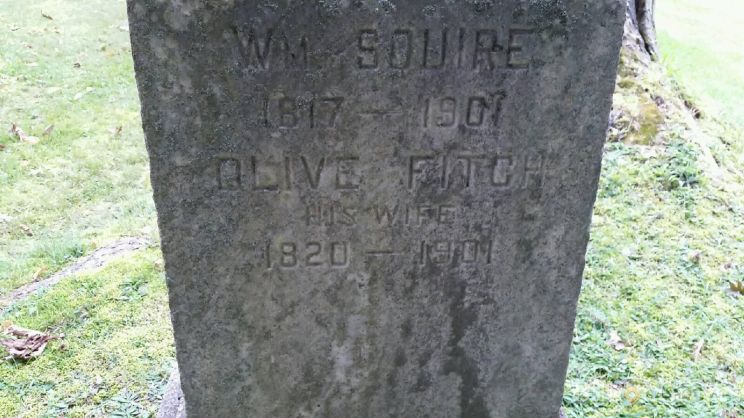 WM SQUIRE
1817 — 1901
OLIVE FITCH
HIS WIFE
1820 — 1901